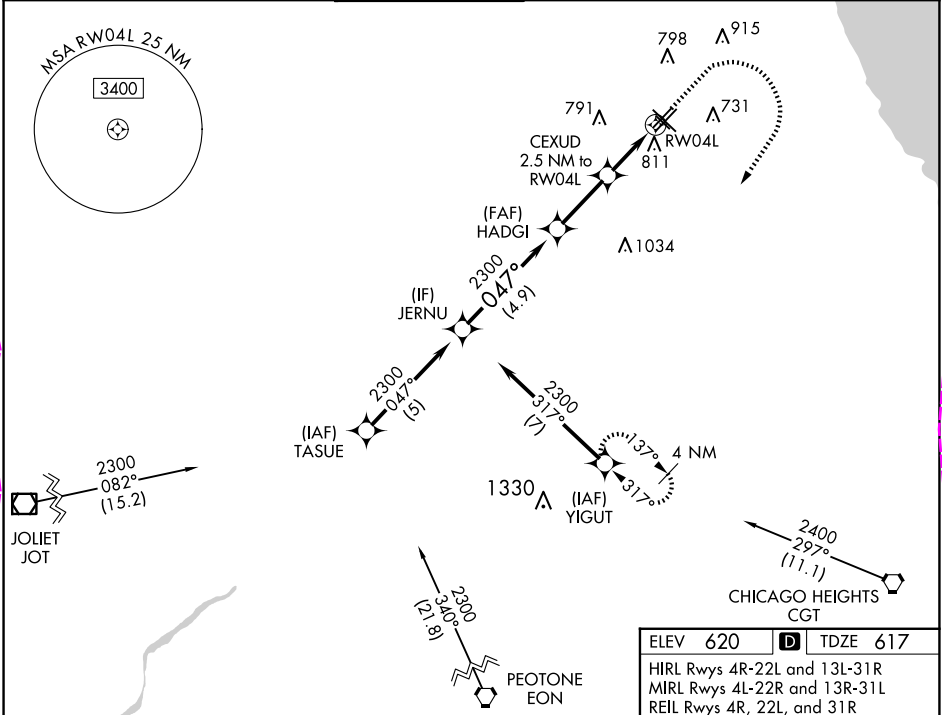 MSA RW04L 25 NM
3400
798
915
791
731
RW04L
811
CEXUD
2.5 NM to
RW04L
(FAF)
HADGI
1034
2300
047°
(4.9)
(IF)
JERNU
2300
047°
(5)
(IAF)
TASUE
2300
317°
(7)
137°
4 NM
317°
1330
(IAF)
YIGUT
2300
082°
(15.2)
JOLIET
JOT
2400
297°
(11.1)
CHICAGO HEIGHTS
CGT
2300
340°
(21.8)
PEOTONE
EON
ELEV 620 D TDZE 617
HIRL Rwys 4R-22L and 13L-31R
MIRL Rwys 4L-22R and 13R-31L
REIL Rwys 4R, 22L, and 31R